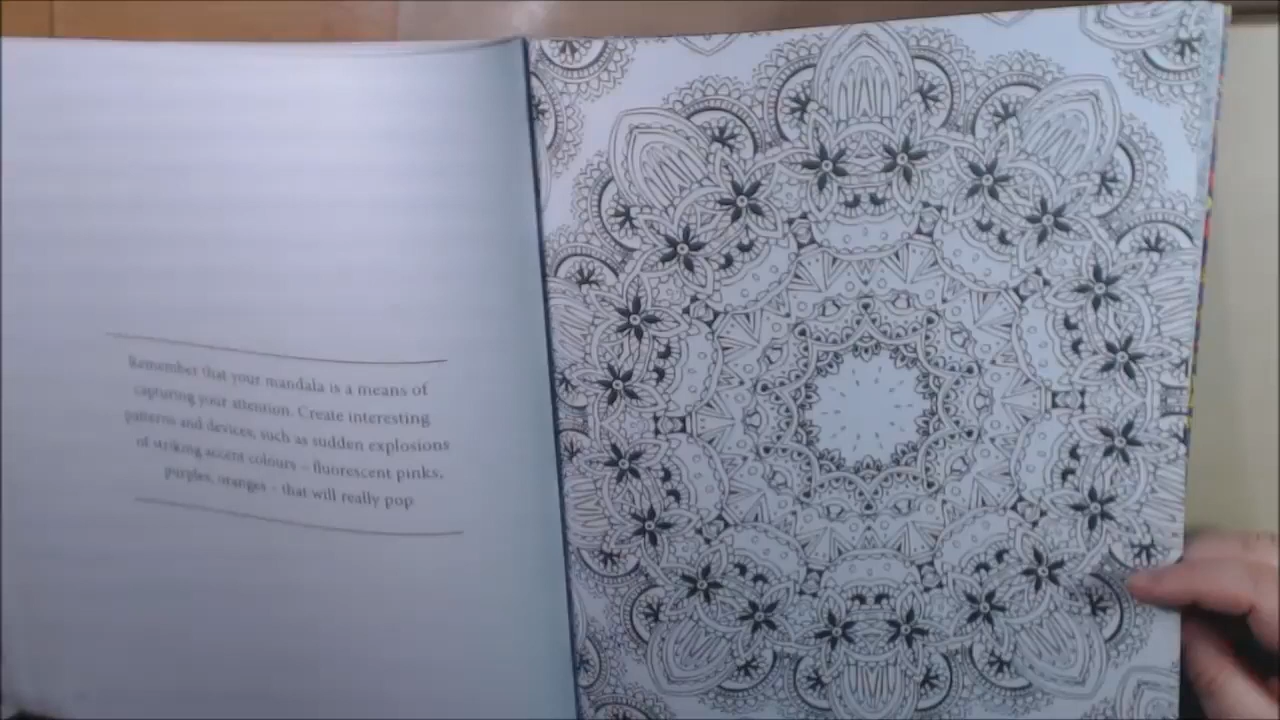 Remember that your mandala is a means of
capturing your attention. Create interesting
patterns and devices, such as sudden explosions
of striking accent colours – fluorescent pinks,
purples, oranges – that will really pop